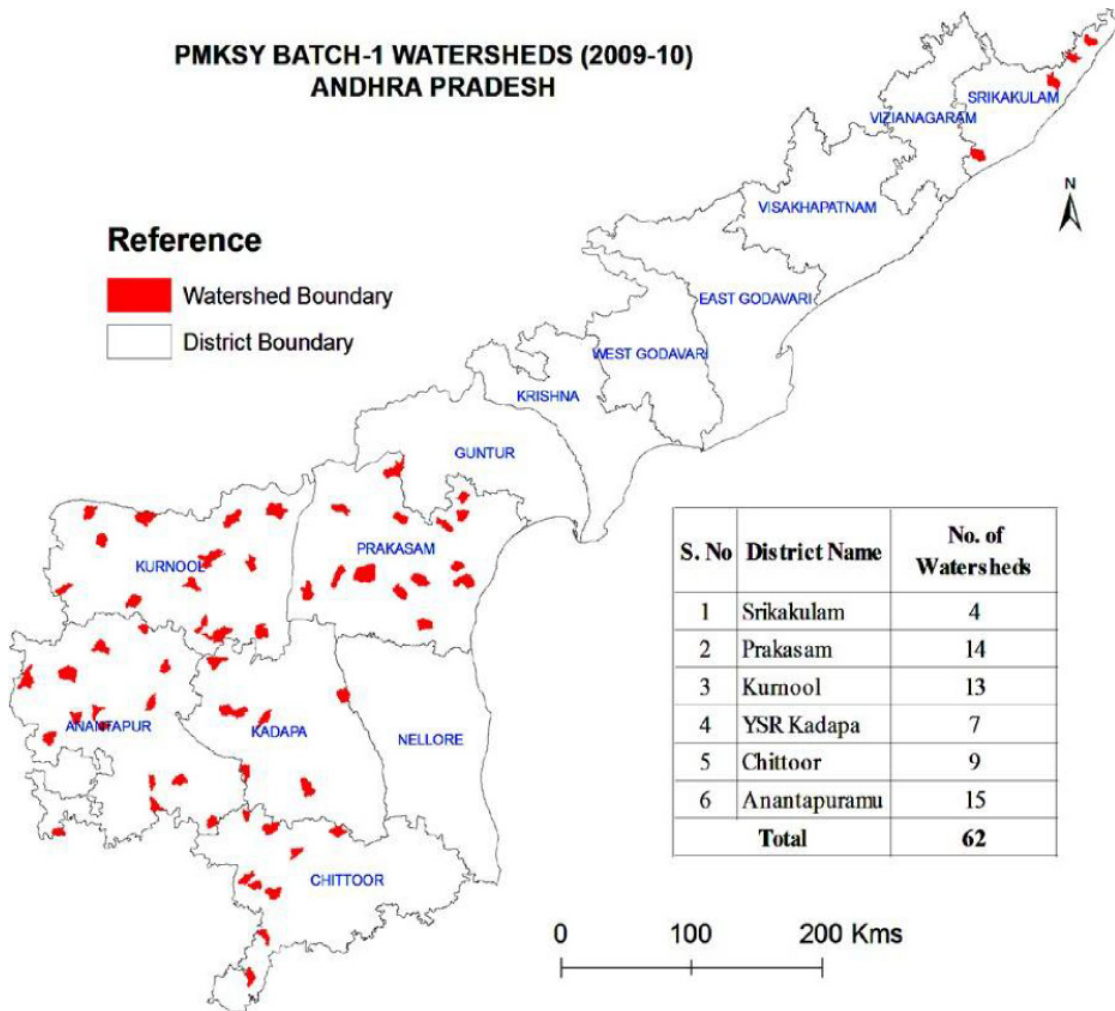 PMKSY BATCH-1 WATERSHEDS (2009-10)
ANDHRA PRADESH
SRIKAKULAM
VIZIANAGARAM
VISAKHAPATNAM
N
Reference
Watershed Boundary
District Boundary
EAST GODAVARI
WEST GODAVARI
KRISHNA
GUNTUR
PRAKASAM
KURNOOL
ANANTAPUR
KADAPA
NELLORE
CHITTOOR
S. No District Name No. of Watersheds
1 Srikakulam 4
2 Prakasam 14
3 Kurnool 13
4 YSR Kadapa 7
5 Chittoor 9
6 Anantapuramu 15
Total 62
0 100 200 Kms